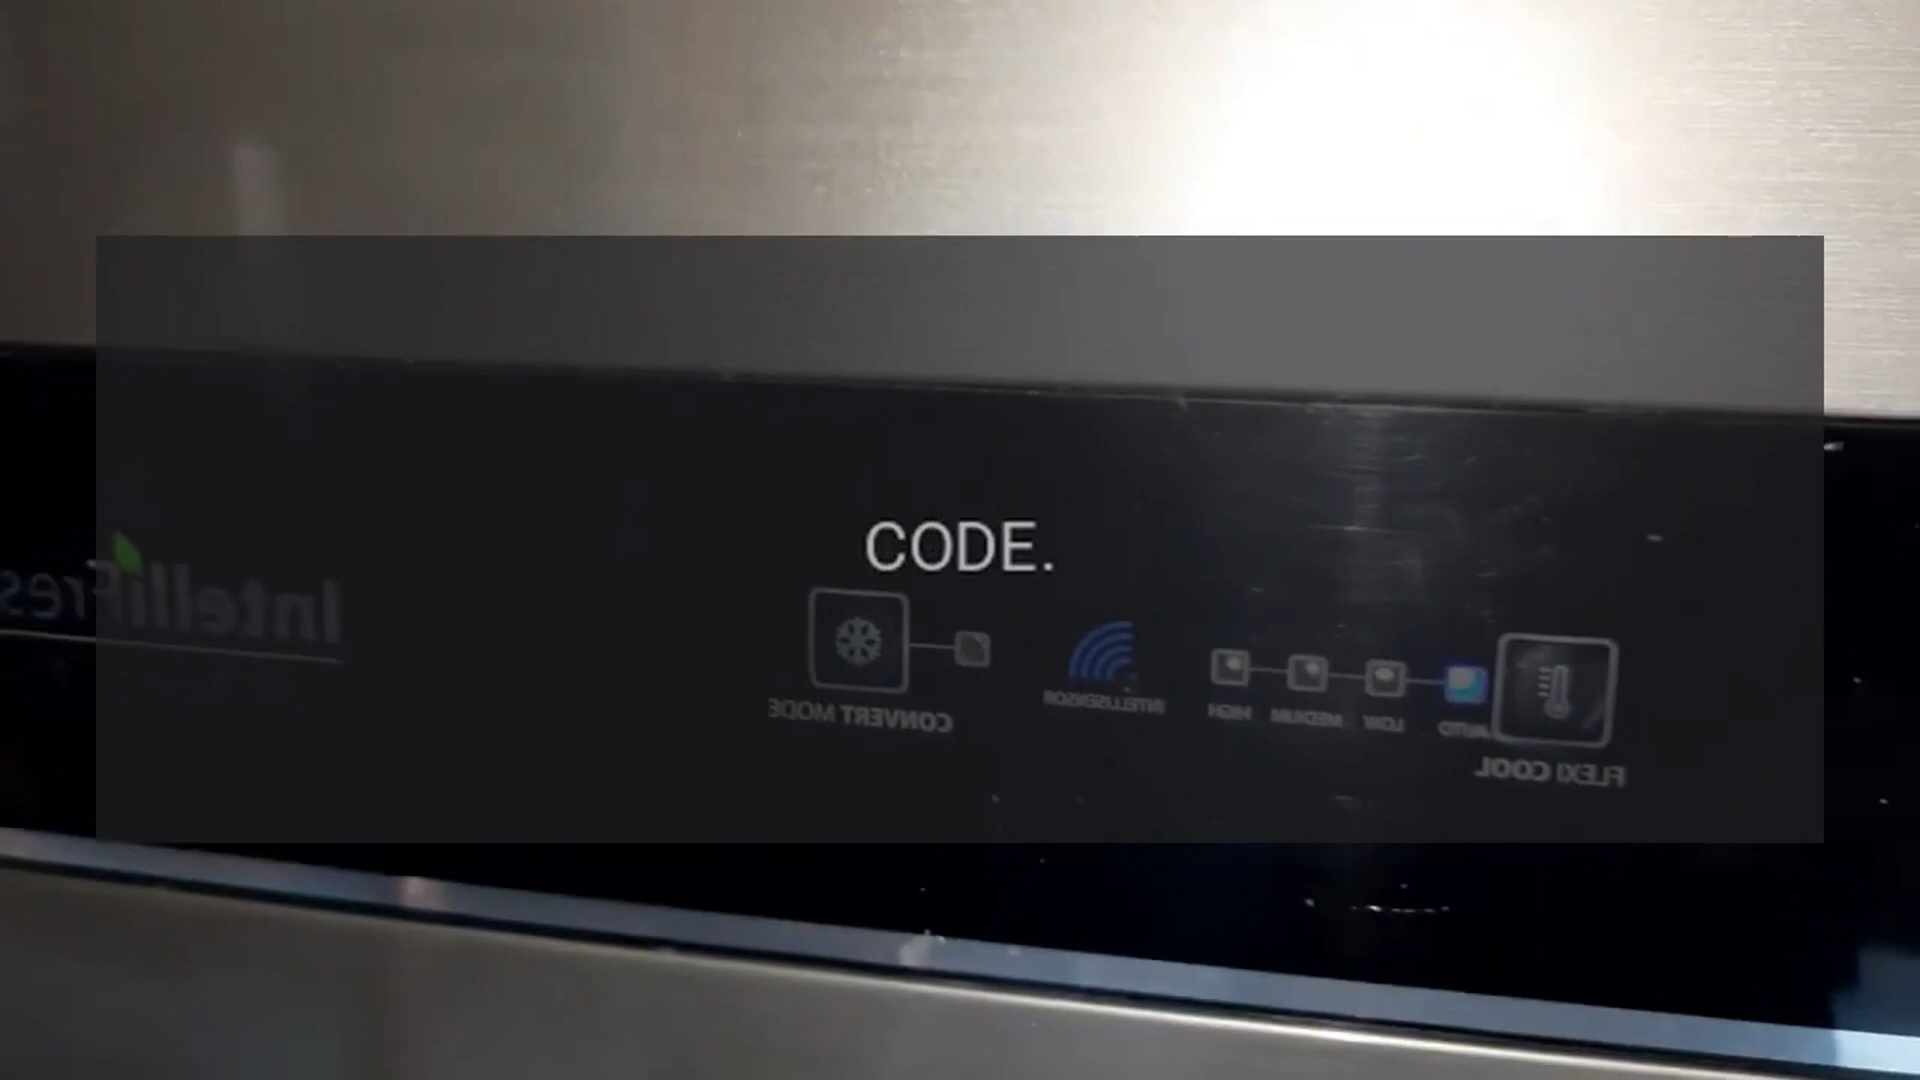 CODE.
IntelliFres
CONVERT MODE
INTELLISENSOR
HIGH MEDIUM LOW AUTO
FLEXI COOL